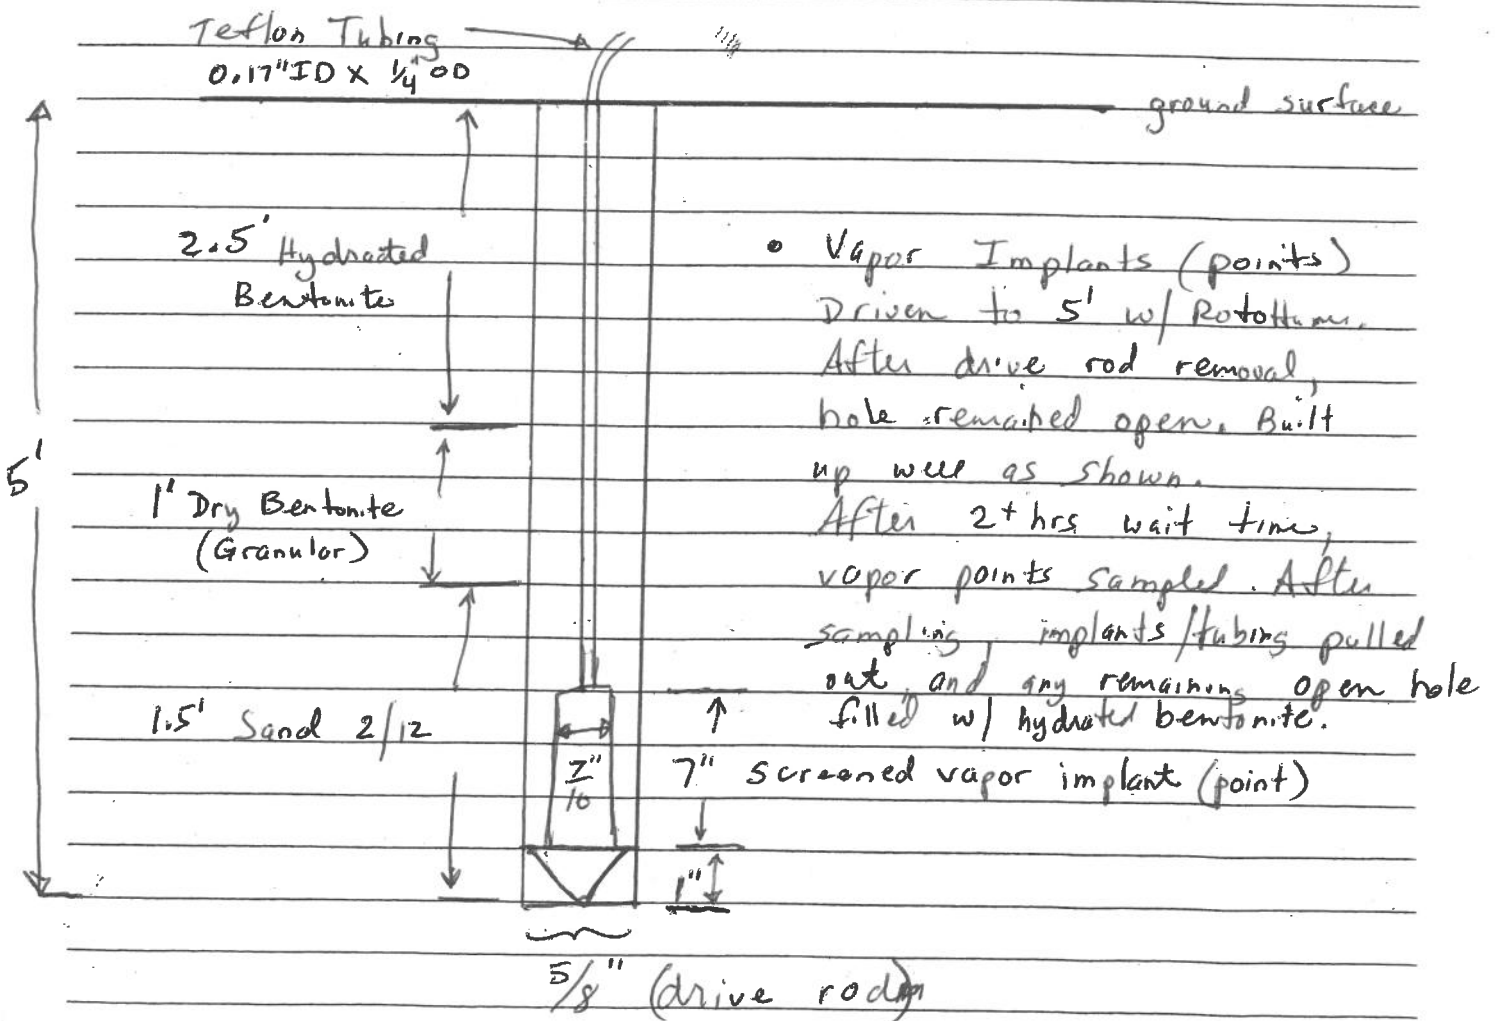 Teflon Tubing
0.17" ID x 1/4" OD
ground surface
2.5' Hydrated
Bentonite
1' Dry Bentonite
(Granular)
5'
1.5' Sand 2/12
• Vapor Implants (points)
Driven to 5' w/
After drive rod removal,
hole remained open. Built
up well as shown.
After 2+ hrs wait time,
vapor points sampled. After
sampling, implants/tubing pulled
out, and any remaining open hole
filled w/ hydrated bentonite.
7"/16
7" screened vapor implant (point)
1"
5/8" (drive rod)